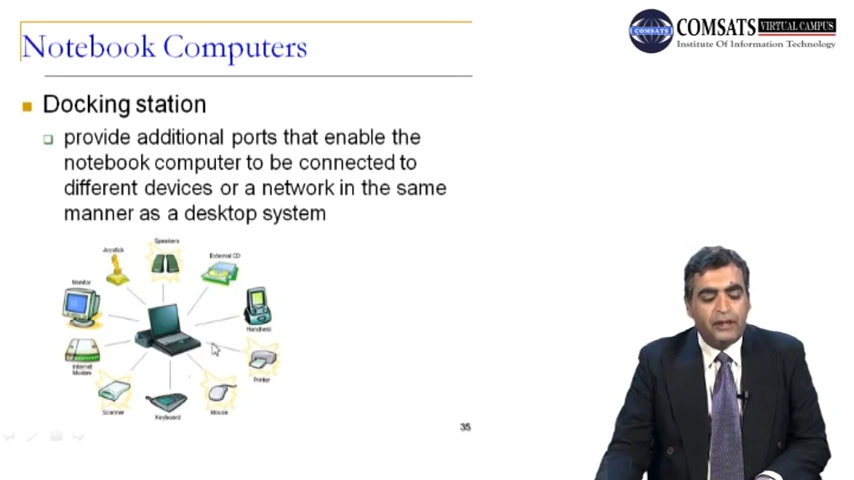 Notebook Computers
COMSATS VIRTUAL CAMPUS
Institute Of Information Technology
COMSATS
Docking station
provide additional ports that enable the
notebook computer to be connected to
different devices or a network in the same
manner as a desktop system
Speakers
Joystick
External CD
Monitor
Handheld
Internet
Modem
Printer
Scanner
Keyboard
Mouse
35